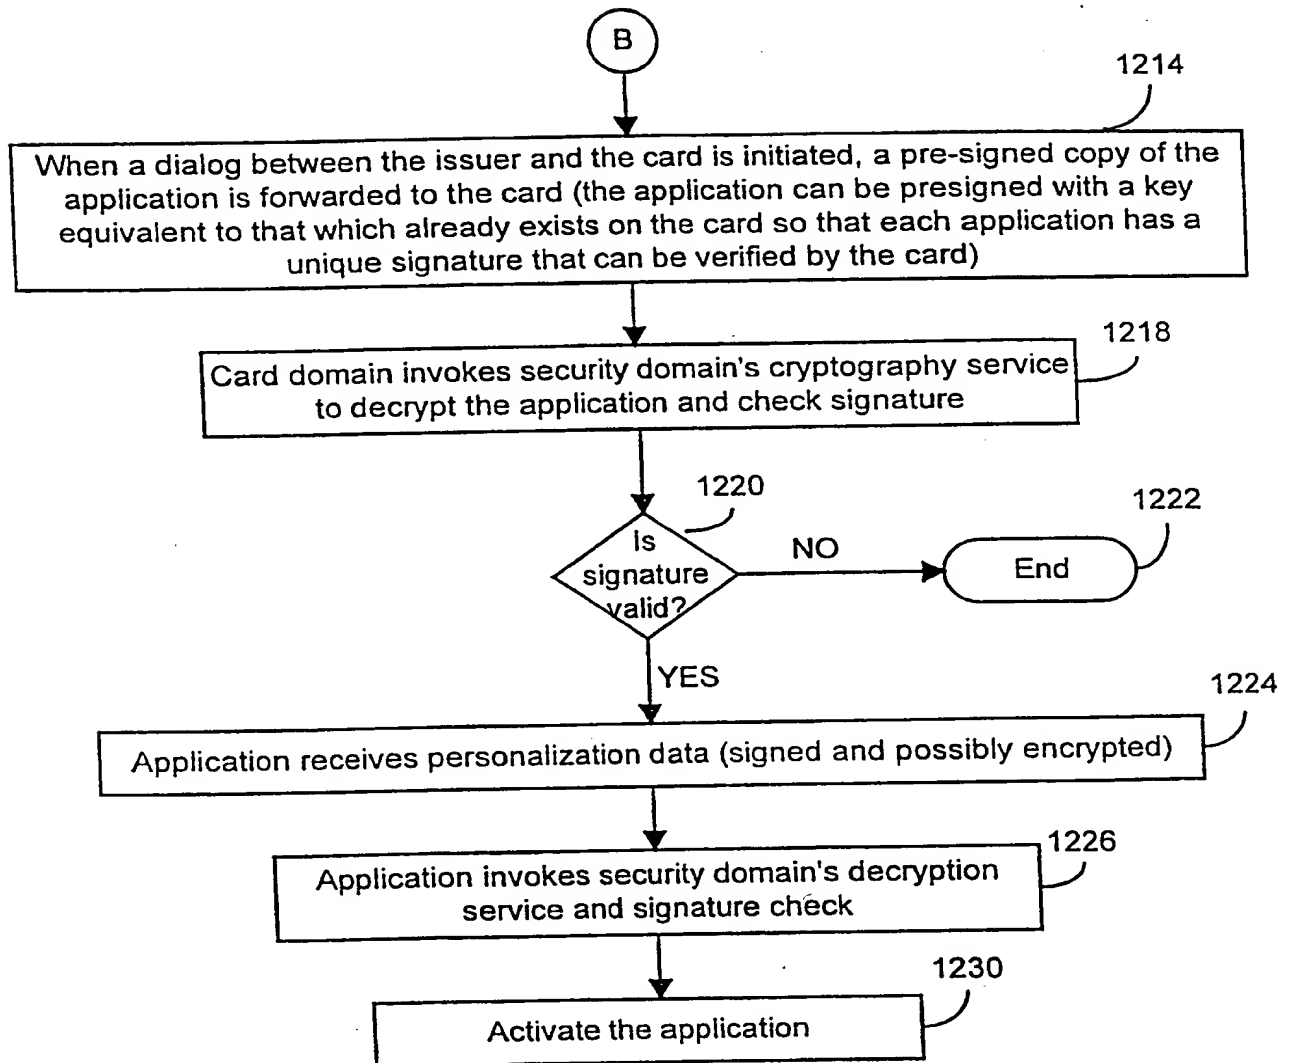 B
1214
When a dialog between the issuer and the card is initiated, a pre-signed copy of the
application is forwarded to the card (the application can be presigned with a key
equivalent to that which already exists on the card so that each application has a
unique signature that can be verified by the card)
1218
Card domain invokes security domain's cryptography service
to decrypt the application and check signature
1220
Is
signature
valid?
NO
1222
End
YES
1224
Application receives personalization data (signed and possibly encrypted)
1226
Application invokes security domain's decryption
service and signature check
1230
Activate the application